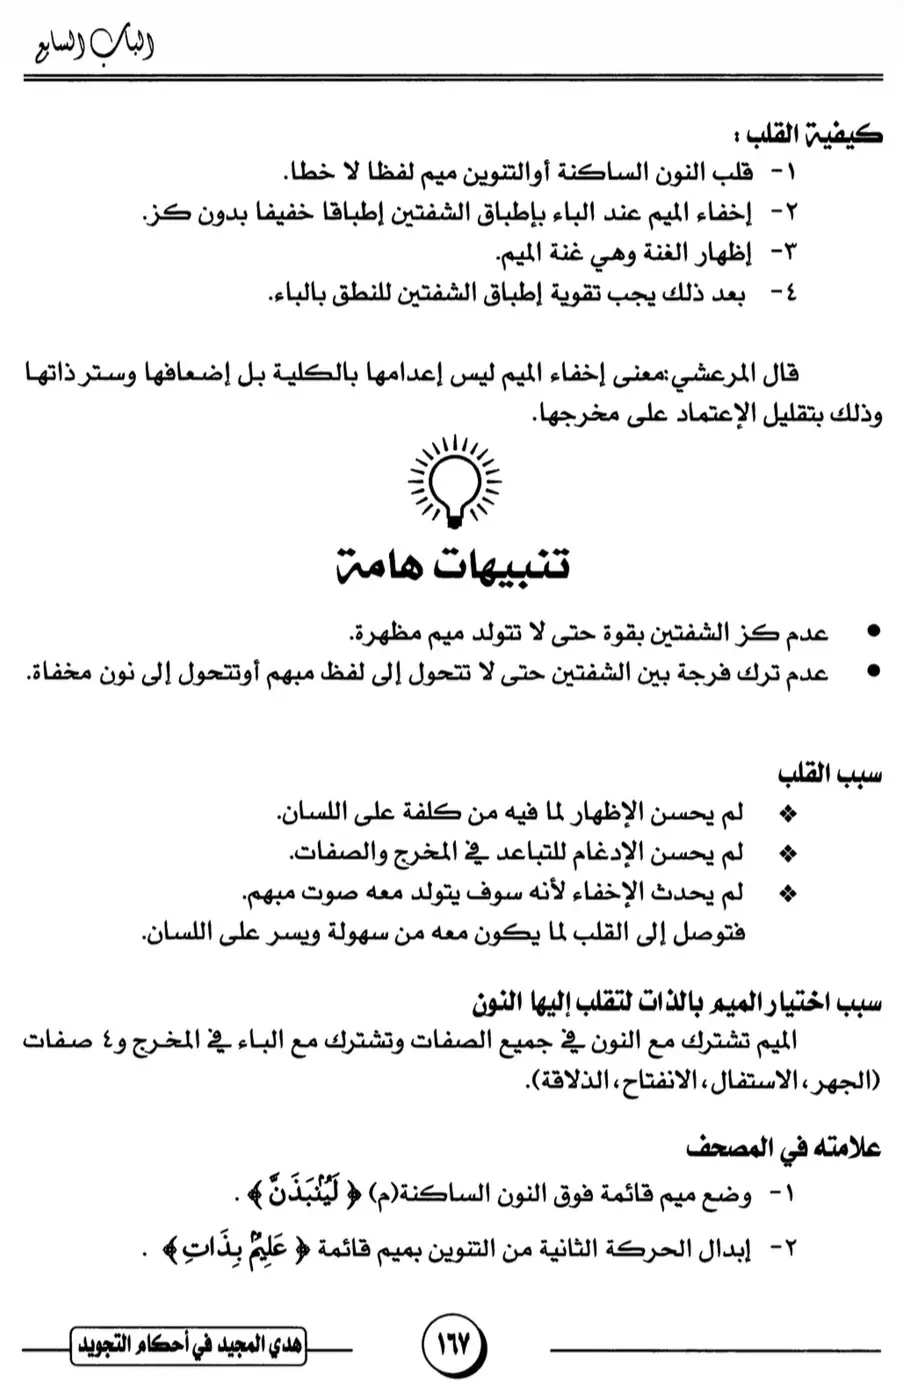 الباب السابع
كيفية القلب :
١- قلب النون الساكنة أوالتنوين ميم لفظا لا خطا.
٢- إخفاء الميم عند الباء بإطباق الشفتين إطباقا خفيفا بدون كز.
٣- إظهار الغنة وهي غنة الميم.
٤- بعد ذلك يجب تقوية إطباق الشفتين للنطق بالباء.
قال المرعشي:معنى إخفاء الميم ليس إعدامها بالكلية بل إضعافها وستر ذاتها
وذلك بتقليل الإعتماد على مخرجها.
تنبيهات هامة
● عدم كز الشفتين بقوة حتى لا تتولد ميم مظهرة.
● عدم ترك فرجة بين الشفتين حتى لا تتحول إلى لفظ مبهم أوتتحول إلى نون مخفاة.
سبب القلب
❖ لم يحسن الإظهار لما فيه من كلفة على اللسان.
❖ لم يحسن الإدغام للتباعد في المخرج والصفات.
❖ لم يحدث الإخفاء لأنه سوف يتولد معه صوت مبهم.
فتوصل إلى القلب لما يكون معه من سهولة ويسر على اللسان.
سبب اختيار الميم بالذات لتقلب إليها النون
الميم تشترك مع النون في جميع الصفات وتشترك مع الباء في المخرج و٤ صفات
(الجهر، الاستفال، الانفتاح، الذلاقة).
علامته في المصحف
١- وضع ميم قائمة فوق النون الساكنة(م) ﴿ لَيُنۢبَذَنَّ ﴾ .
٢- إبدال الحركة الثانية من التنوين بميم قائمة ﴿ عَلِيمٌۢ بِذَاتِ ﴾ .
١٦٧
هدي المجيد في أحكام التجويد